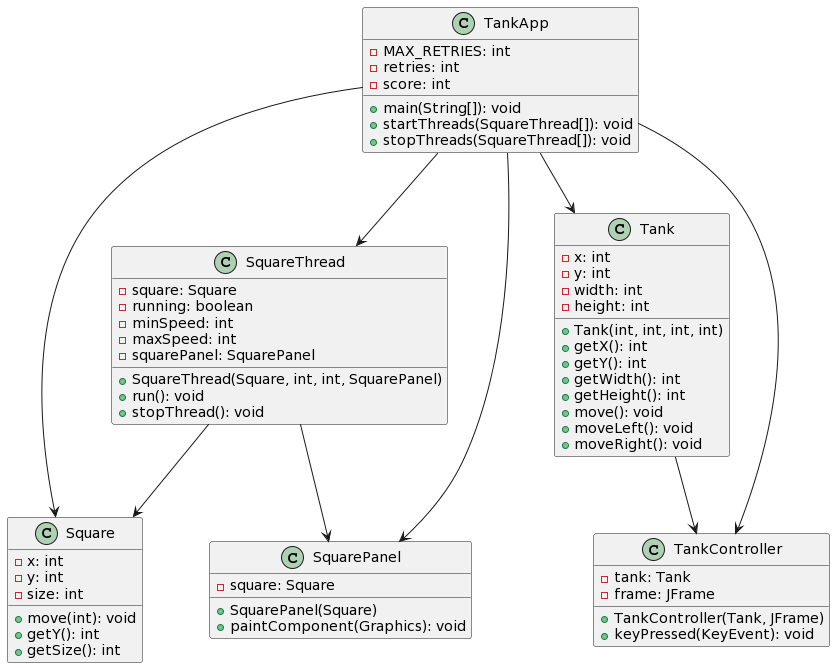 C TankApp
MAX_RETRIES: int
retries: int
score: int
main(String[]): void
startThreads(SquareThread[]): void
stopThreads(SquareThread[]): void
C Tank
x: int
y: int
width: int
height: int
Tank(int, int, int, int)
getX(): int
getY(): int
getWidth(): int
getHeight(): int
move(): void
moveLeft(): void
moveRight(): void
C SquareThread
square: Square
running: boolean
minSpeed: int
maxSpeed: int
squarePanel: SquarePanel
SquareThread(Square, int, int, SquarePanel)
run(): void
stopThread(): void
C Square
x: int
y: int
size: int
move(int): void
getY(): int
getSize(): int
C SquarePanel
square: Square
SquarePanel(Square)
paintComponent(Graphics): void
C TankController
tank: Tank
frame: JFrame
TankController(Tank, JFrame)
keyPressed(KeyEvent): void